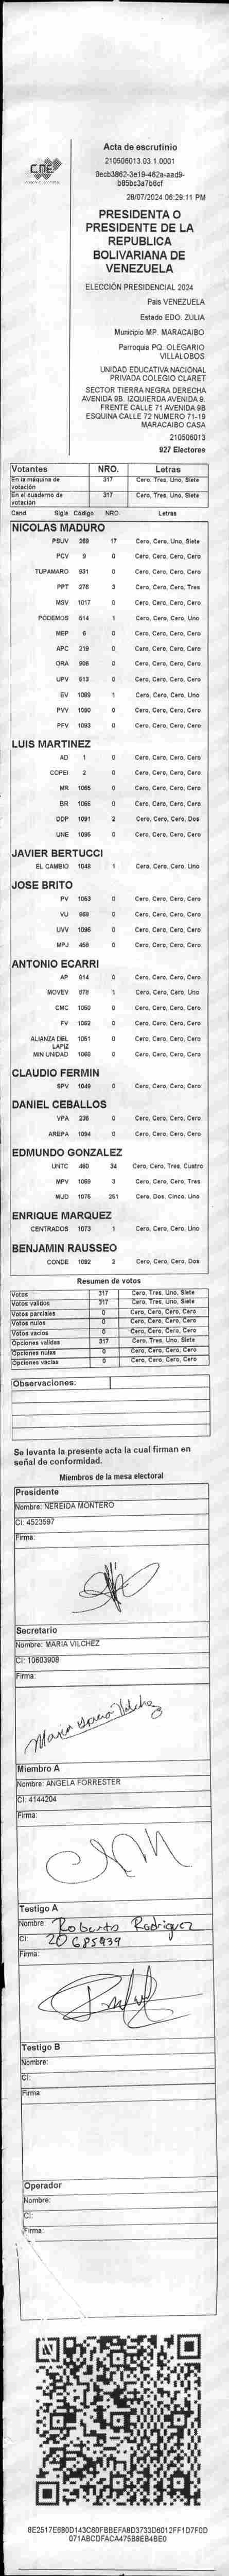 CNE
Acta de escrutinio
210506013.03.1.0001
0ecb3862-3e19-462a-aad9-
b85bc3a7b6cf
28/07/2024 06:29:11 PM
PRESIDENTA O
PRESIDENTE DE LA
REPUBLICA
BOLIVARIANA DE
VENEZUELA
ELECCIÓN PRESIDENCIAL 2024
Pais VENEZUELA
Estado EDO. ZULIA
Municipio MP. MARACAIBO
Parroquia PQ. OLEGARIO
VILLALOBOS
UNIDAD EDUCATIVA NACIONAL
PRIVADA COLEGIO CLARET
SECTOR TIERRA NEGRA DERECHA
AVENIDA 9B. IZQUIERDA AVENIDA 9.
FRENTE CALLE 71 AVENIDA 9B
ESQUINA CALLE 72 NUMERO 71-19
MARACAIBO CASA
210506013
927 Electores
Votantes NRO. Letras
En la máquina de votación 317 Cero, Tres, Uno, Siete
En el cuaderno de votación 317 Cero, Tres, Uno, Siete
Cand Sigla Código NRO. Letras
NICOLAS MADURO
PSUV 269 17 Cero, Cero, Uno, Siete
PCV 9 0 Cero, Cero, Cero, Cero
TUPAMARO 931 0 Cero, Cero, Cero, Cero
PPT 276 3 Cero, Cero, Cero, Tres
MSV 1017 0 Cero, Cero, Cero, Cero
PODEMOS 614 1 Cero, Cero, Cero, Uno
MEP 6 0 Cero, Cero, Cero, Cero
APC 219 0 Cero, Cero, Cero, Cero
ORA 906 0 Cero, Cero, Cero, Cero
UPV 613 0 Cero, Cero, Cero, Cero
EV 1089 1 Cero, Cero, Cero, Uno
PVV 1090 0 Cero, Cero, Cero, Cero
PFV 1093 0 Cero, Cero, Cero, Cero
LUIS MARTINEZ
AD 1 0 Cero, Cero, Cero, Cero
COPEI 2 0 Cero, Cero, Cero, Cero
MR 1065 0 Cero, Cero, Cero, Cero
BR 1066 0 Cero, Cero, Cero, Cero
DDP 1091 2 Cero, Cero, Cero, Dos
UNE 1095 0 Cero, Cero, Cero, Cero
JAVIER BERTUCCI
EL CAMBIO 1048 1 Cero, Cero, Cero, Uno
JOSE BRITO
PV 1053 0 Cero, Cero, Cero, Cero
VU 989 0 Cero, Cero, Cero, Cero
UVV 1096 0 Cero, Cero, Cero, Cero
MPJ 458 0 Cero, Cero, Cero, Cero
ANTONIO ECARRI
AP 814 0 Cero, Cero, Cero, Cero
MOVEV 878 1 Cero, Cero, Cero, Uno
CMC 1050 0 Cero, Cero, Cero, Cero
FV 1062 0 Cero, Cero, Cero, Cero
ALIANZA DEL LAPIZ 1051 0 Cero, Cero, Cero, Cero
MIN UNIDAD 1068 0 Cero, Cero, Cero, Cero
CLAUDIO FERMIN
SPV 1049 0 Cero, Cero, Cero, Cero
DANIEL CEBALLOS
VPA 236 0 Cero, Cero, Cero, Cero
AREPA 1094 0 Cero, Cero, Cero, Cero
EDMUNDO GONZALEZ
UNTC 460 34 Cero, Cero, Tres, Cuatro
MPV 1069 3 Cero, Cero, Cero, Tres
MUD 1076 251 Cero, Dos, Cinco, Uno
ENRIQUE MARQUEZ
CENTRADOS 1073 1 Cero, Cero, Cero, Uno
BENJAMIN RAUSSEO
CONDE 1092 2 Cero, Cero, Cero, Dos
Resumen de votos
Votos 317 Cero, Tres, Uno, Siete
Votos validos 317 Cero, Tres, Uno, Siete
Votos parciales 0 Cero, Cero, Cero, Cero
Votos nulos 0 Cero, Cero, Cero, Cero
Votos vacios 0 Cero, Cero, Cero, Cero
Opciones validas 317 Cero, Tres, Uno, Siete
Opciones nulas 0 Cero, Cero, Cero, Cero
Opciones vacias 0 Cero, Cero, Cero, Cero
Observaciones:
Se levanta la presente acta la cual firman en
señal de conformidad.
Miembros de la mesa electoral
Presidente
Nombre: NEREIDA MONTERO
CI: 4523597
Firma:
Secretario
Nombre: MARIA VILCHEZ
CI: 10603908
Firma:
Maria Vilchez
Miembro A
Nombre: ANGELA FORRESTER
CI: 4144204
Firma:
Testigo A
Nombre: Roberto Rodriguez
CI: 20685939
Firma:
Testigo B
Nombre:
CI:
Firma:
Operador
Nombre:
CI:
Firma:
8E2517E680D143C60FBBEFA8D3733D6012FF1D7F0D
071ABCDFACA475B8EB4BE0